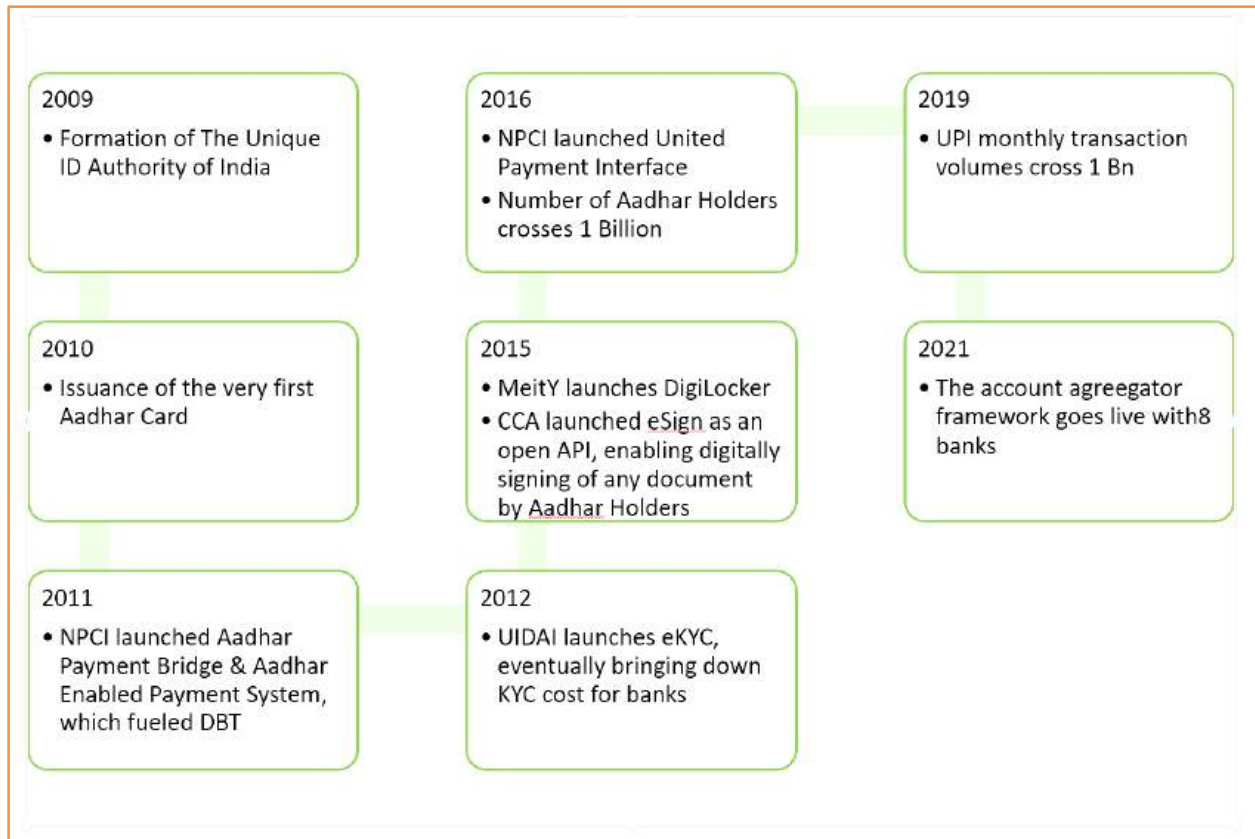 2009
• Formation of The Unique
ID Authority of India
2010
• Issuance of the very first
Aadhar Card
2011
• NPCI launched Aadhar
Payment Bridge & Aadhar
Enabled Payment System,
which fueled DBT
2012
• UIDAI launches eKYC,
eventually bringing down
KYC cost for banks
2015
• MeitY launches DigiLocker
• CCA launched eSign as an
open API, enabling digitally
signing of any document
by Aadhar Holders
2016
• NPCI launched United
Payment Interface
• Number of Aadhar Holders
crosses 1 Billion
2019
• UPI monthly transaction
volumes cross 1 Bn
2021
• The account agreegator
framework goes live with8
banks